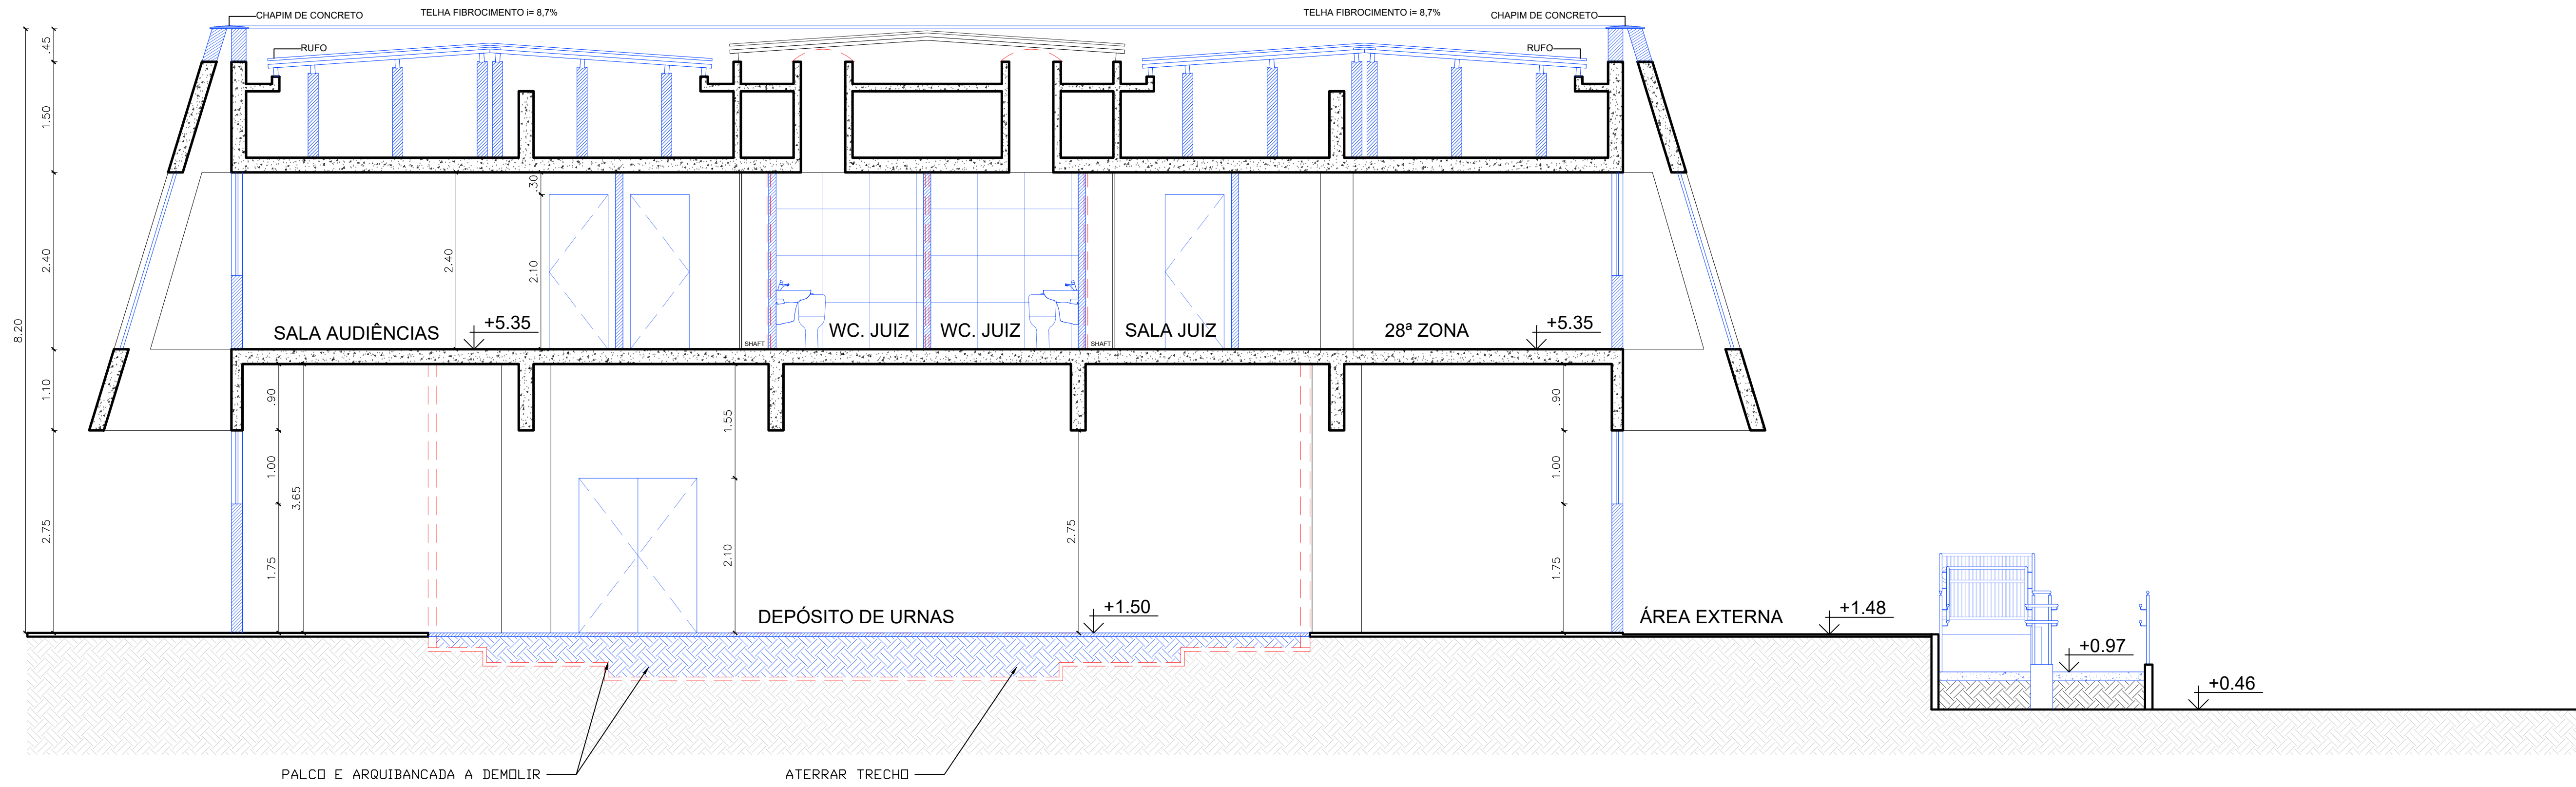 CHAPIM DE CONCRETO
TELHA FIBROCIMENTO i= 8,7%
TELHA FIBROCIMENTO i= 8,7%
CHAPIM DE CONCRETO
RUFO
RUFO
.45
1.50
2.40
8.20
1.10
2.75
.30
2.40
2.10
SALA AUDIÊNCIAS
+5.35
SHAFT
WC. JUIZ
WC. JUIZ
SHAFT
SALA JUIZ
28ª ZONA
+5.35
.90
1.00
3.65
1.75
1.55
2.10
2.75
.90
1.00
1.75
DEPÓSITO DE URNAS
+1.50
ÁREA EXTERNA
+1.48
+0.97
+0.46
PALCO E ARQUIBANCADA A DEMOLIR
ATERRAR TRECHO